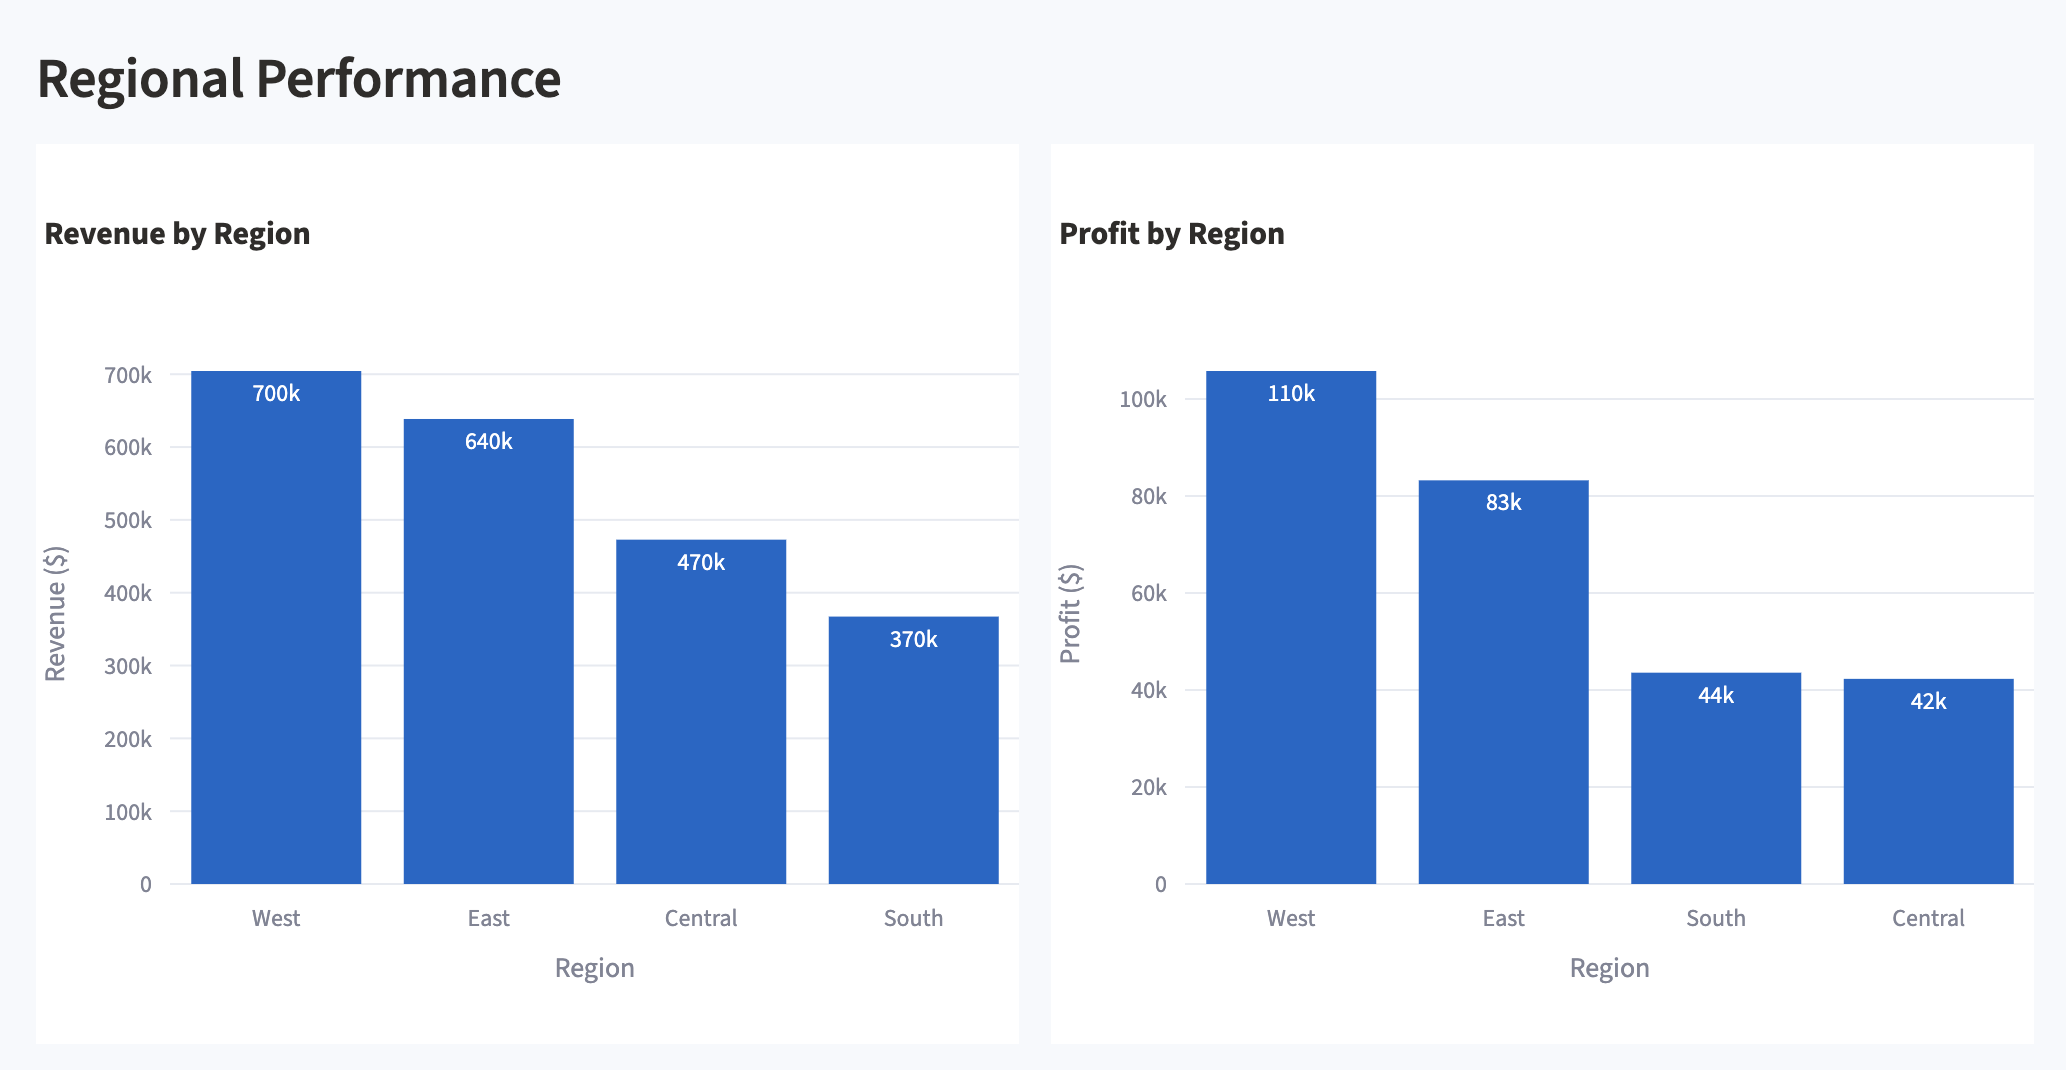 Regional Performance
Revenue by Region
Revenue ($)
700k
600k
500k
400k
300k
200k
100k
0
700k
640k
470k
370k
West
East
Central
South
Region
Profit by Region
Profit ($)
100k
80k
60k
40k
20k
0
110k
83k
44k
42k
West
East
South
Central
Region